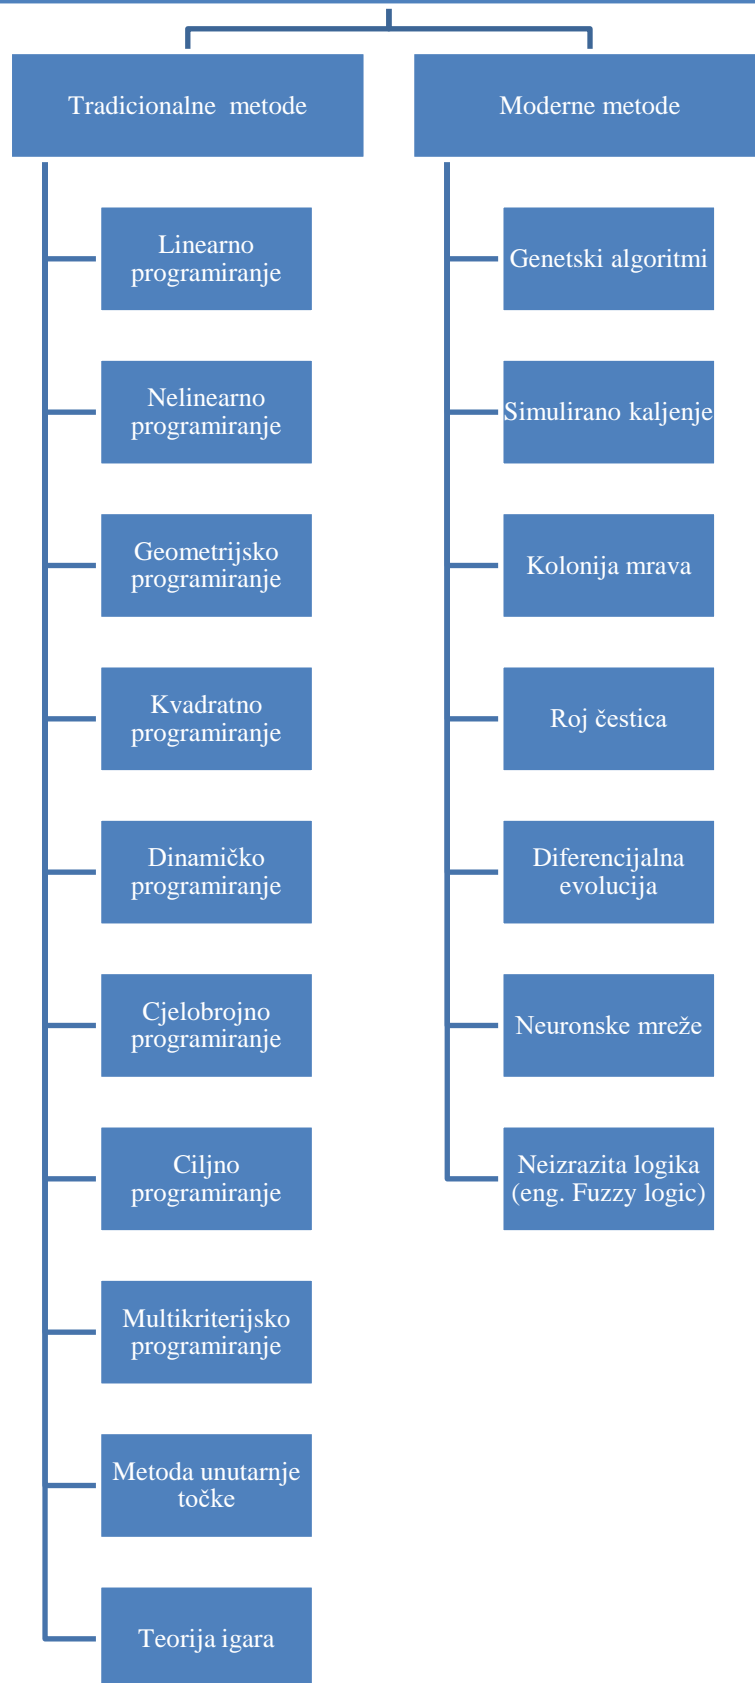 Tradicionalne metode
Moderne metode
Linearno
programiranje
Nelinearno
programiranje
Geometrijsko
programiranje
Kvadratno
programiranje
Dinamičko
programiranje
Cjelobrojno
programiranje
Ciljno
programiranje
Multikriterijsko
programiranje
Metoda unutarnje
točke
Teorija igara
Genetski algoritmi
Simulirano kaljenje
Kolonija mrava
Roj čestica
Diferencijalna
evolucija
Neuronske mreže
Neizrazita logika
(eng. Fuzzy logic)